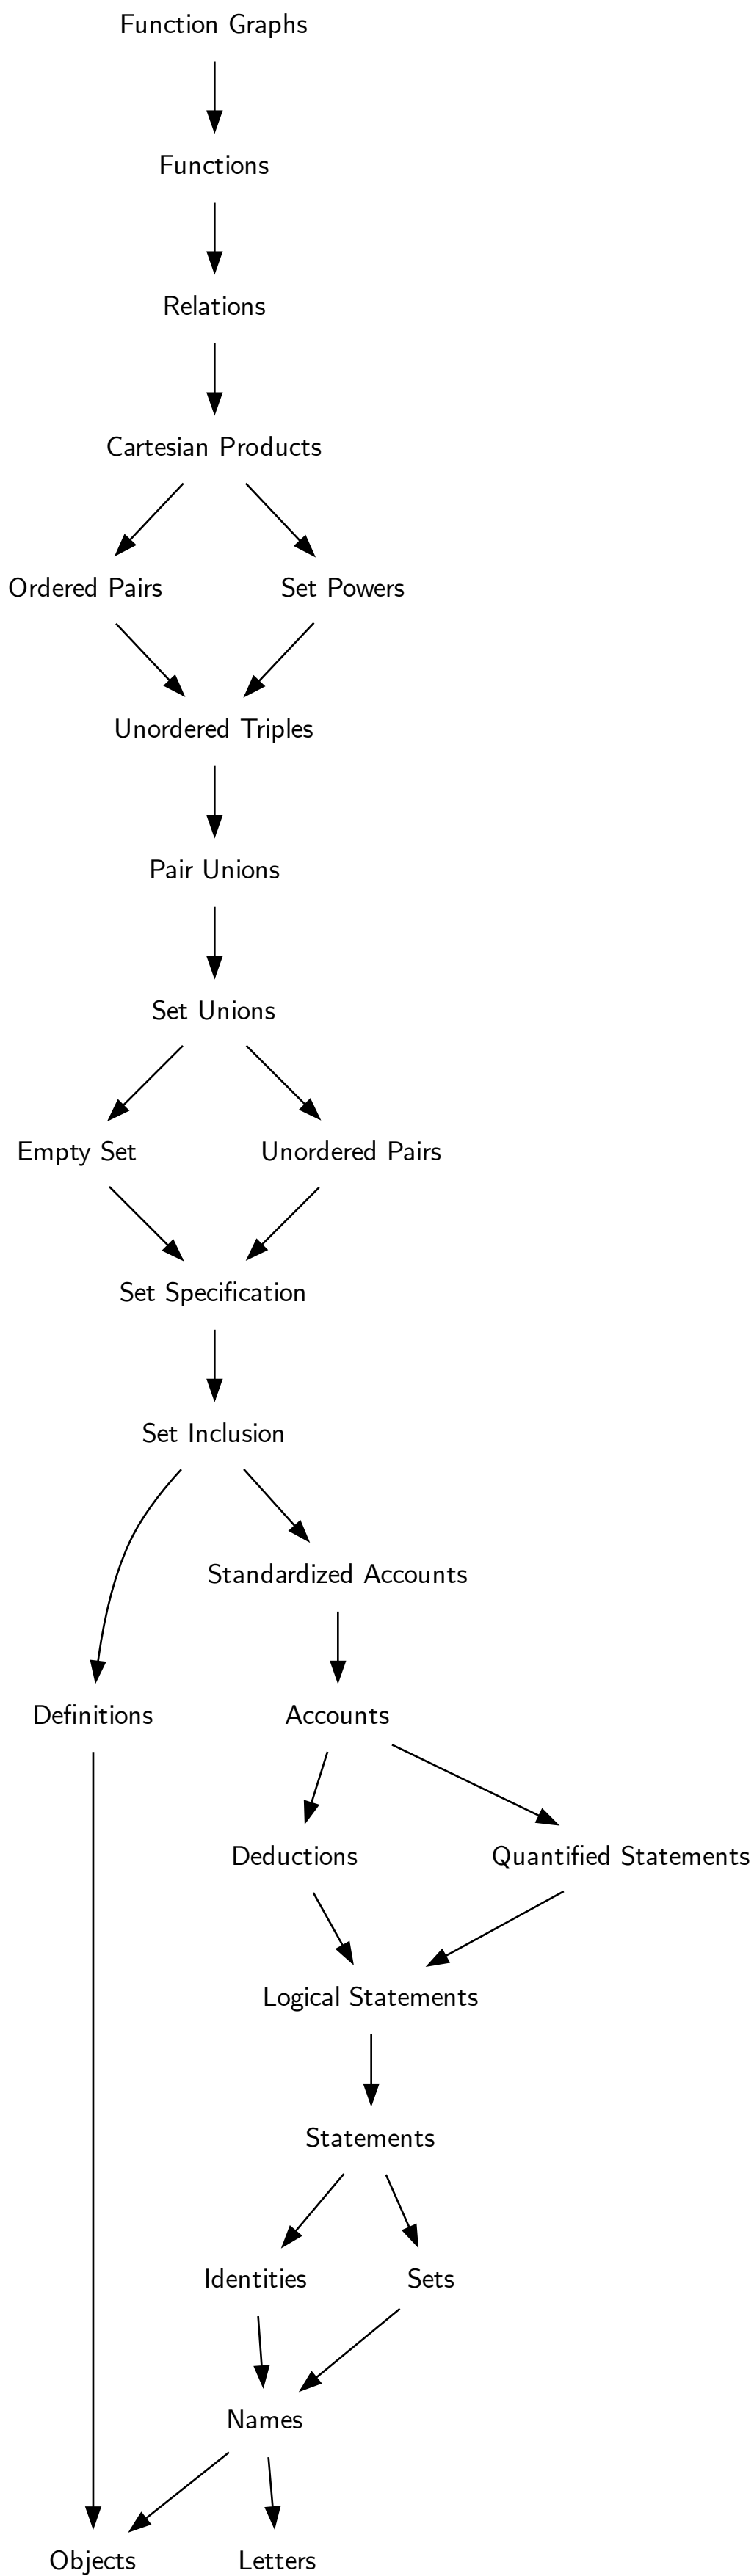 Function Graphs
Functions
Relations
Cartesian Products
Ordered Pairs
Set Powers
Unordered Triples
Pair Unions
Set Unions
Empty Set
Unordered Pairs
Set Specification
Set Inclusion
Standardized Accounts
Definitions
Accounts
Deductions
Quantified Statements
Logical Statements
Statements
Identities
Sets
Names
Objects
Letters